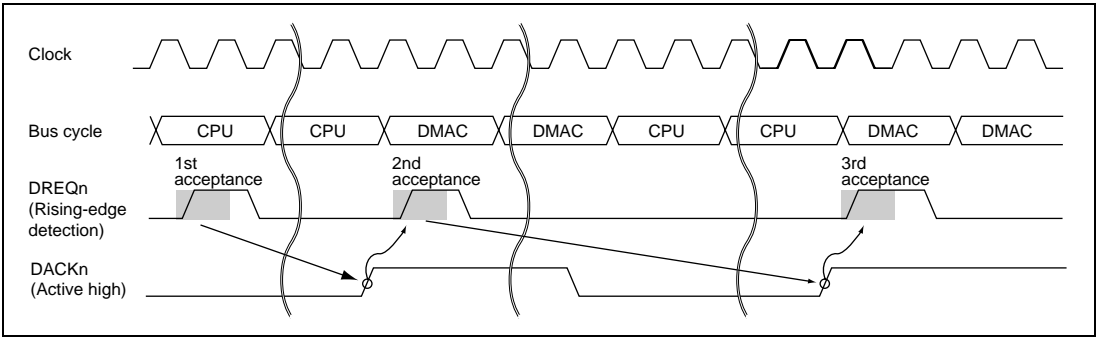 Clock
Bus cycle
CPU
CPU
DMAC
DMAC
CPU
CPU
DMAC
DMAC
1st
acceptance
2nd
acceptance
3rd
acceptance
DREQn
(Rising-edge
detection)
DACKn
(Active high)